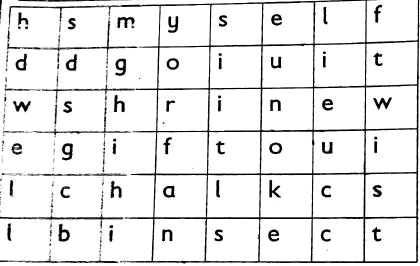 h s m y s e l f
d d g o i u i t
w s h r i n e w
e g i f t o u i
l c h a l k c s
l b i n s e c t